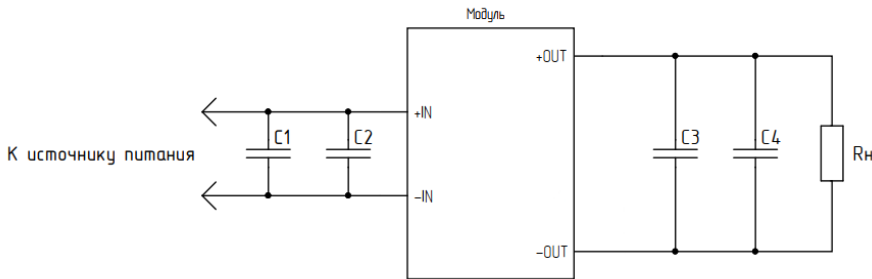 Модуль
+OUT
+IN
C1
C2
C3
C4
К источнику питания
Rн
-IN
-OUT